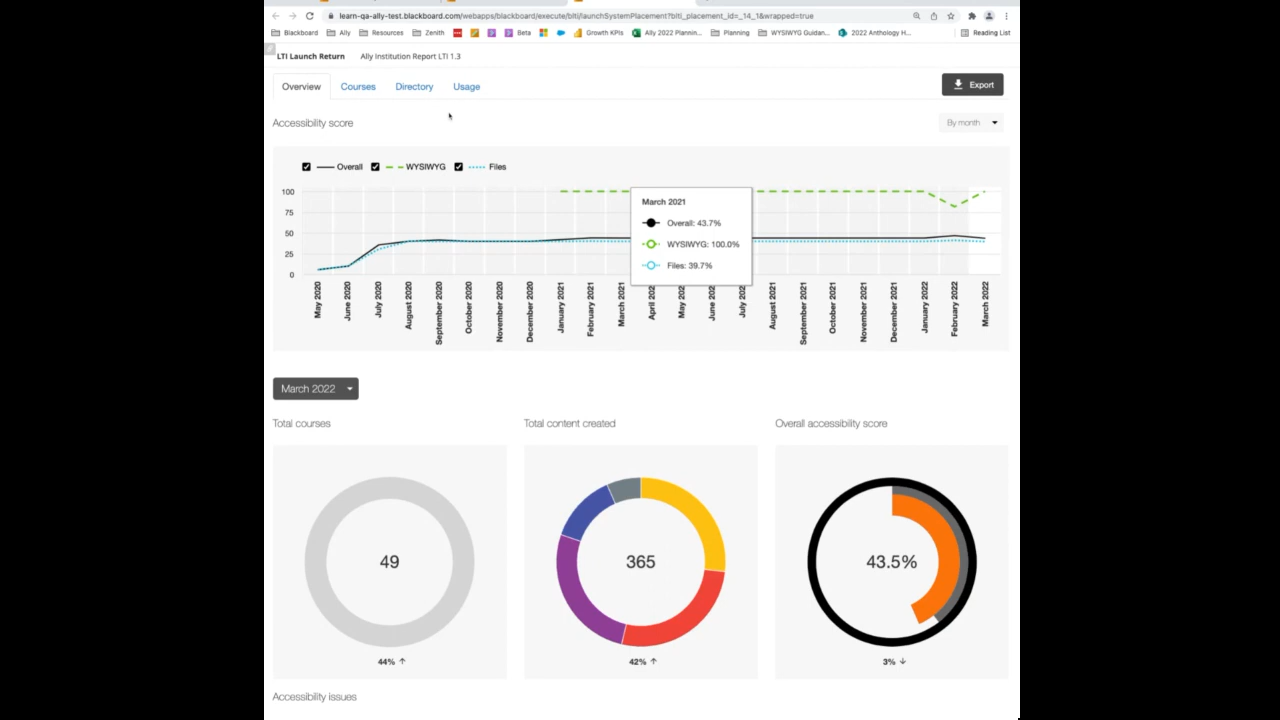 learn-qa-ally-test.blackboard.com/webapps/blackboard/execute/blti/launchSystemPlacement?blti_placement_id=_14_1&wrapped=true
Blackboard Ally Resources Zenith Beta Growth KPIs Ally 2022 Plannin... Planning WYSIWYG Guidan... 2022 Anthology H... Reading List
LTI Launch Return Ally Institution Report LTI 1.3
Overview Courses Directory Usage Export
Accessibility score By month
Overall WYSIWYG Files
100
75
50
25
0
March 2021
Overall: 43.7%
WYSIWYG: 100.0%
Files: 39.7%
May 2020
June 2020
July 2020
August 2020
September 2020
October 2020
November 2020
December 2020
January 2021
February 2021
March 2021
April 202
May 202
June 202
July 202
August 2021
September 2021
October 2021
November 2021
December 2021
January 2022
February 2022
March 2022
March 2022
Total courses Total content created Overall accessibility score
49 365 43.5%
44% ↑ 42% ↑ 3% ↓
Accessibility issues